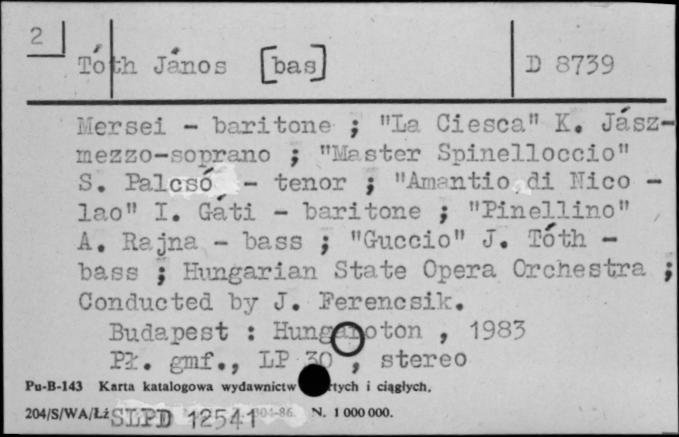 2
Tóth János [bas] D 8739
Mersei - baritone ; "La Ciesca" K. Jász-
mezzo-soprano ; "Master Spinelloccio"
S. Palcsó - tenor ; "Amantio di Nico -
lao" I. Gáti - baritone ; "Pinellino"
A. Rajna - bass ; "Guccio" J. Tóth -
bass ; Hungarian State Opera Orchestra ;
Conducted by J. Ferencsik.
Budapest : Hungaroton , 1983
Pł. gmf., LP 30 , stereo
Pu-B-143 Karta katalogowa wydawnictw i ciągłych.
204/S/WA/Łż SLPD 12541 N. 1 000 000.